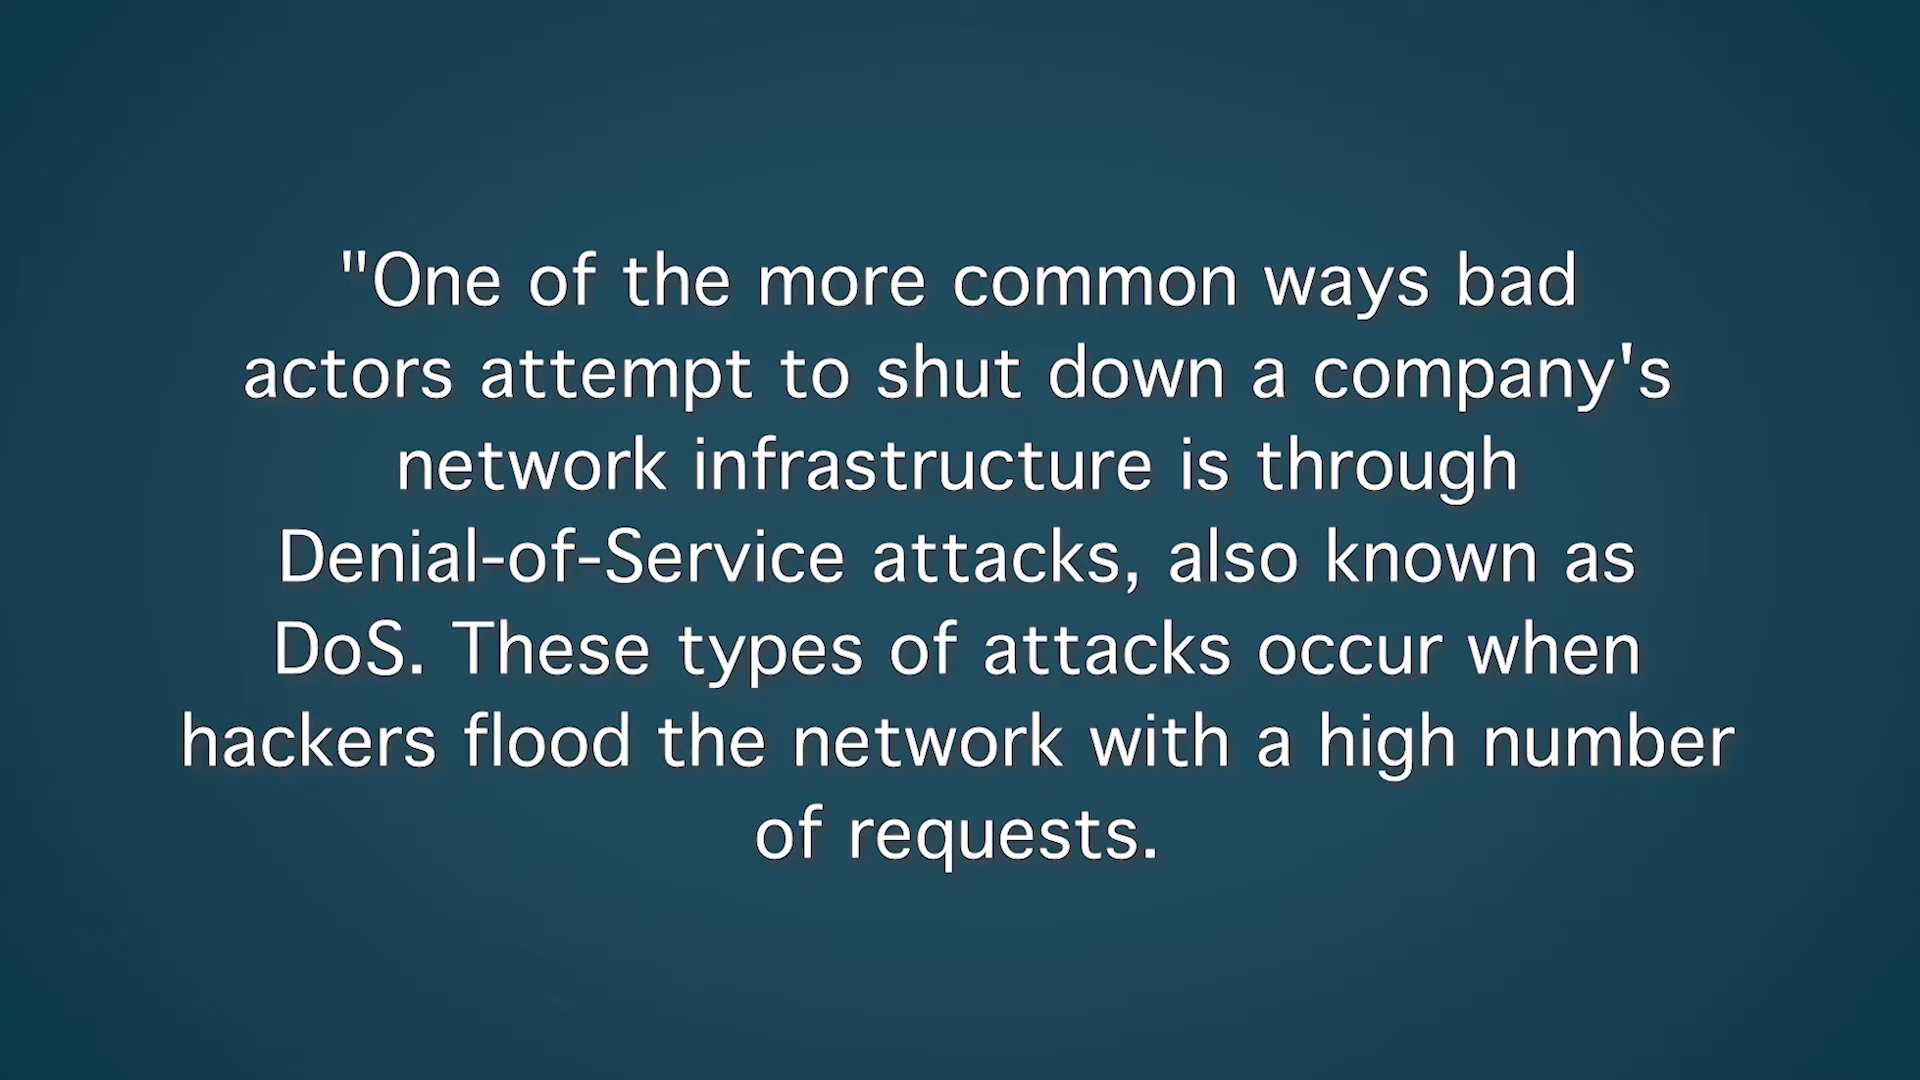 "One of the more common ways bad
actors attempt to shut down a company's
network infrastructure is through
Denial-of-Service attacks, also known as
DoS. These types of attacks occur when
hackers flood the network with a high number
of requests.